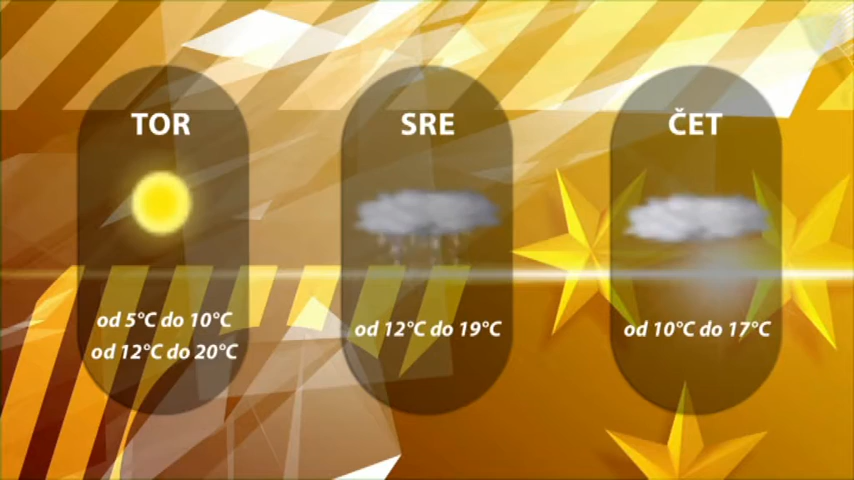 TOR
od 5°C do 10°C
od 12°C do 20°C
SRE
od 12°C do 19°C
ČET
od 10°C do 17°C